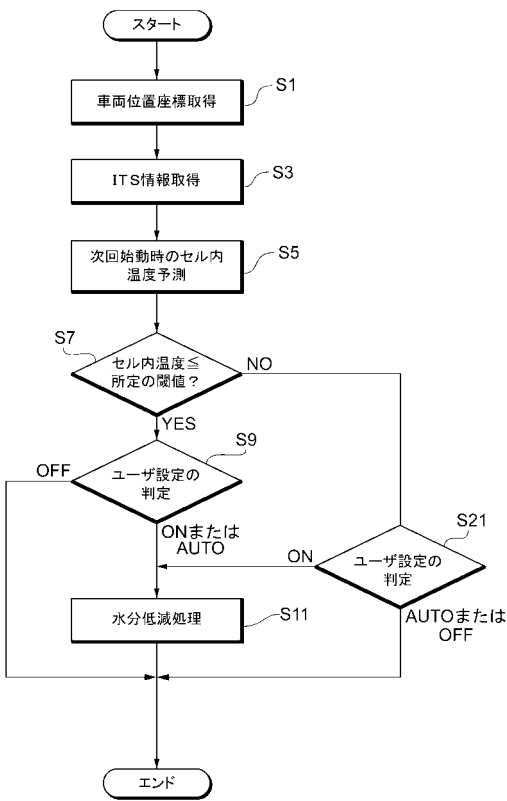 スタート
車両位置座標取得
S1
ITS情報取得
S3
次回始動時のセル内
温度予測
S5
S7
セル内温度≦
所定の閾値？
NO
YES
S9
OFF
ユーザ設定の
判定
ONまたは
AUTO
S21
ON
ユーザ設定の
判定
AUTOまたは
OFF
水分低減処理
S11
エンド